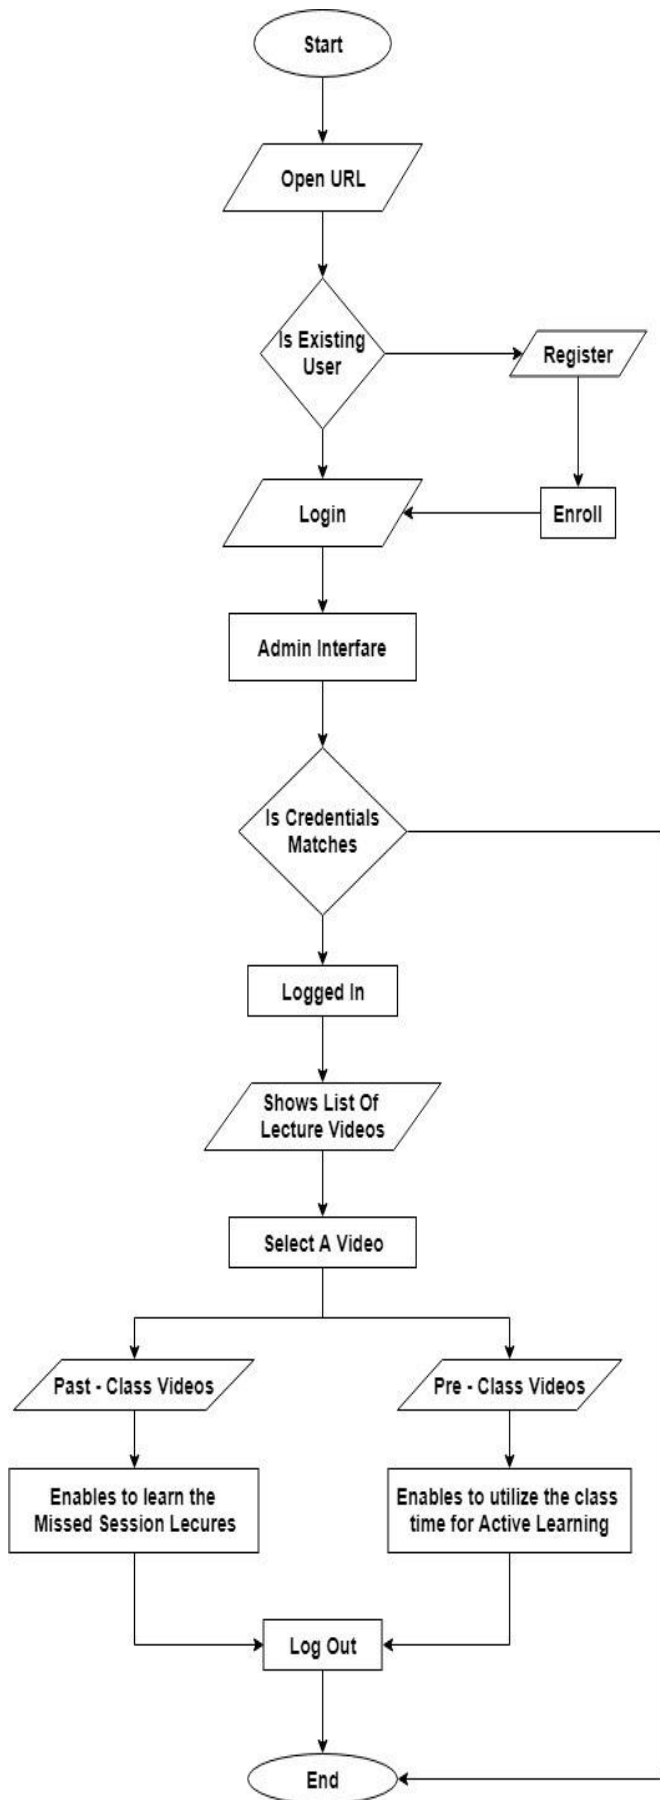 Start
Open URL
Is Existing
User
Register
Login
Enroll
Admin Interfare
Is Credentials
Matches
Logged In
Shows List Of
Lecture Videos
Select A Video
Past - Class Videos
Pre - Class Videos
Enables to learn the
Missed Session Lecures
Enables to utilize the class
time for Active Learning
Log Out
End